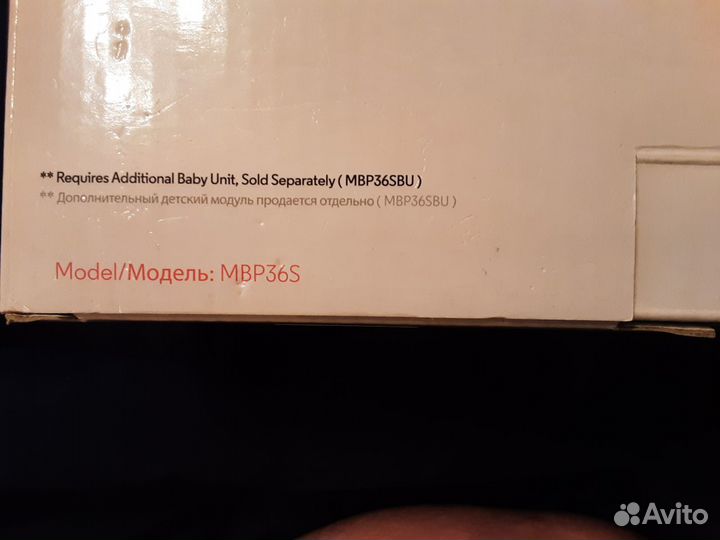 ** Requires Additional Baby Unit, Sold Separately ( MBP36SBU )
** Дополнительный детский модуль продается отдельно ( MBP36SBU )
Model/Модель: MBP36S
Avito